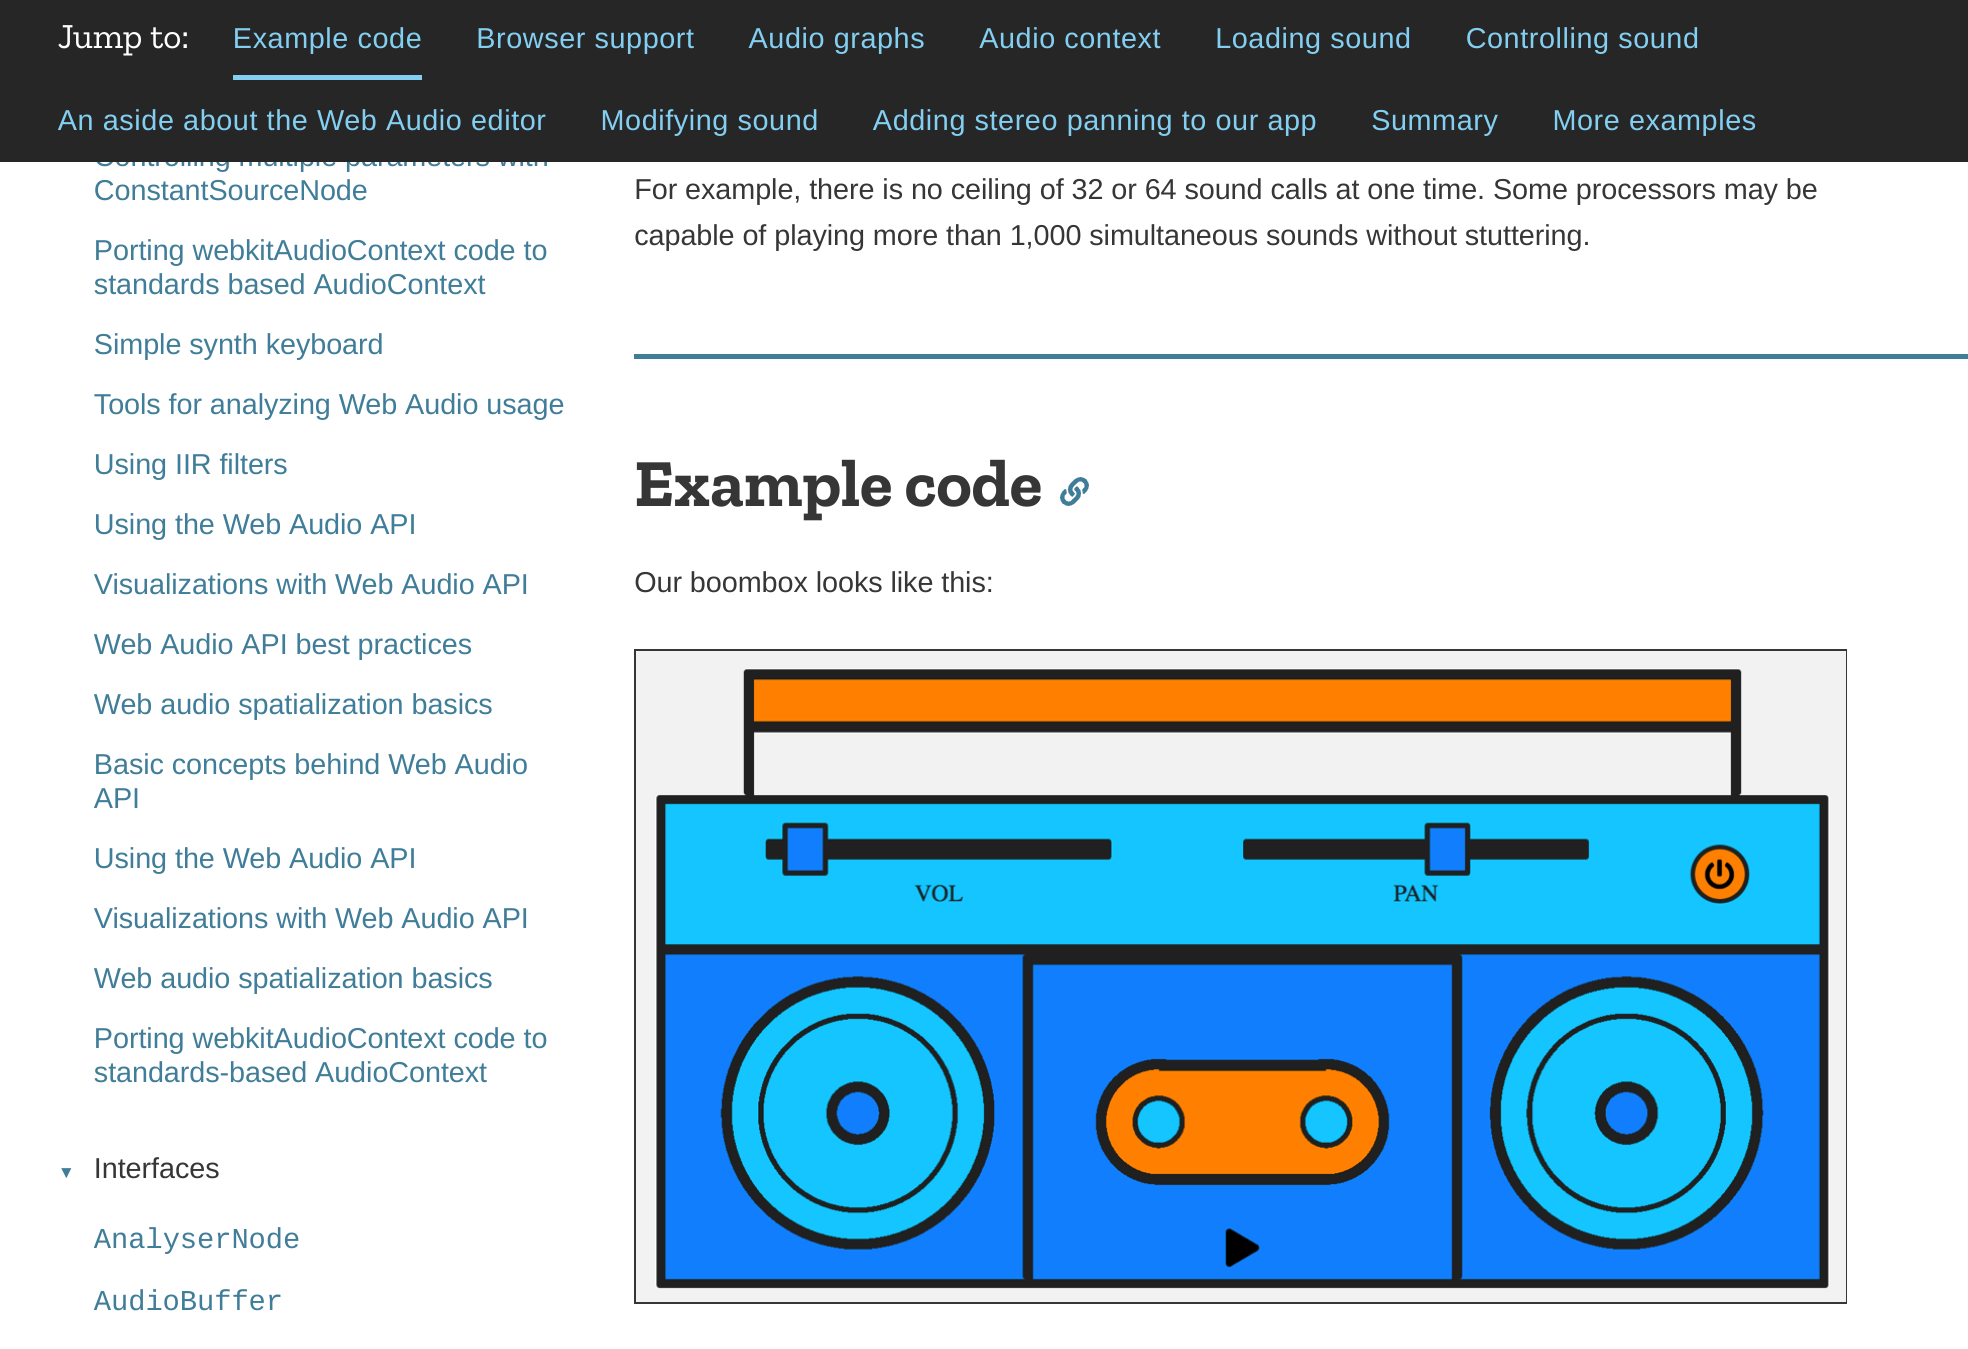 Jump to: Example code Browser support Audio graphs Audio context Loading sound Controlling sound
An aside about the Web Audio editor Modifying sound Adding stereo panning to our app Summary More examples
Controlling multiple parameters with
ConstantSourceNode
Porting webkitAudioContext code to
standards based AudioContext
Simple synth keyboard
Tools for analyzing Web Audio usage
Using IIR filters
Using the Web Audio API
Visualizations with Web Audio API
Web Audio API best practices
Web audio spatialization basics
Basic concepts behind Web Audio
API
Using the Web Audio API
Visualizations with Web Audio API
Web audio spatialization basics
Porting webkitAudioContext code to
standards-based AudioContext
Interfaces
AnalyserNode
AudioBuffer
For example, there is no ceiling of 32 or 64 sound calls at one time. Some processors may be
capable of playing more than 1,000 simultaneous sounds without stuttering.
Example code
Our boombox looks like this:
VOL PAN